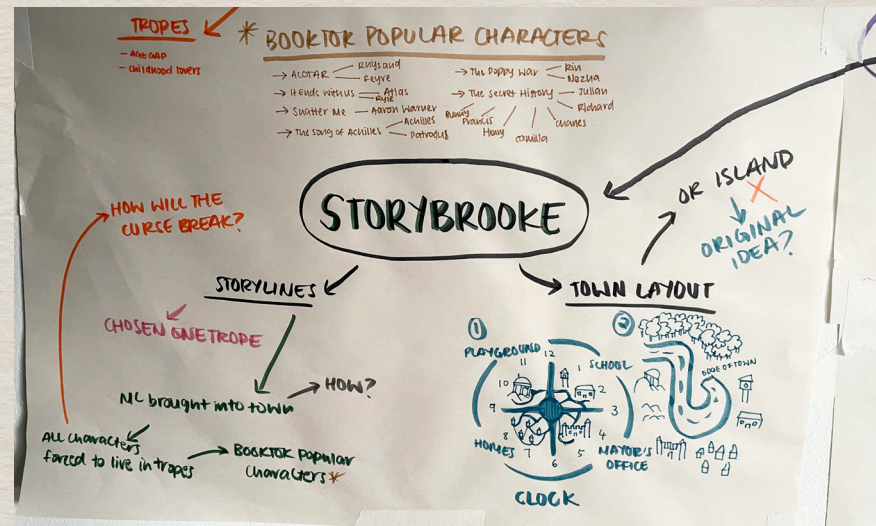 TROPES
- AGE GAP
- childhood lovers
* BOOKTOK POPULAR CHARACTERS
→ ACOTAR
Rhysand
Feyre
→ It Ends With Us
Atlas
Ryle
→ Shatter Me — Aaron Warner
→ The Song of Achilles
Achilles
Patroclus
→ The Poppy War
Rin
Nezha
→ The Secret History
Julian
Richard
Charles
Camilla
Henry
Francis
Bunny
STORYBROOKE
OR ISLAND
X
ORIGINAL
IDEA?
HOW WILL THE
CURSE BREAK?
STORYLINES
CHOSEN ONE TROPE
MC brought into town
HOW?
ALL characters
forced to live in tropes
BOOKTOK POPULAR
characters*
TOWN LAYOUT
1
PLAYGROUND
SCHOOL
HOMES
MAYOR'S
OFFICE
12
1
2
3
4
5
6
7
8
9
10
11
CLOCK
2
EDGE OF TOWN